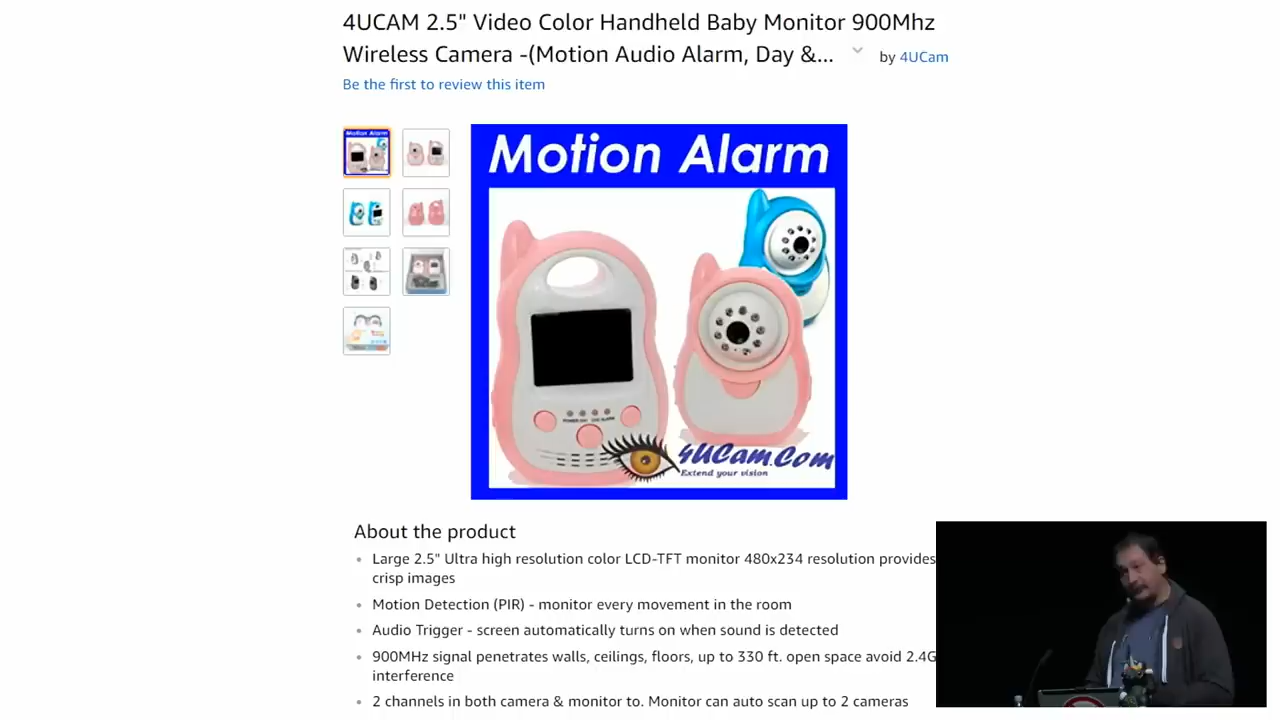 4UCAM 2.5" Video Color Handheld Baby Monitor 900Mhz
Wireless Camera -(Motion Audio Alarm, Day &... by 4UCam
Be the first to review this item
Motion Alarm
Motion Alarm
4UCam.Com
Extend your vision
About the product
• Large 2.5" Ultra high resolution color LCD-TFT monitor 480x234 resolution provides
crisp images
• Motion Detection (PIR) - monitor every movement in the room
• Audio Trigger - screen automatically turns on when sound is detected
• 900MHz signal penetrates walls, ceilings, floors, up to 330 ft. open space avoid 2.4G
interference
• 2 channels in both camera & monitor to. Monitor can auto scan up to 2 cameras